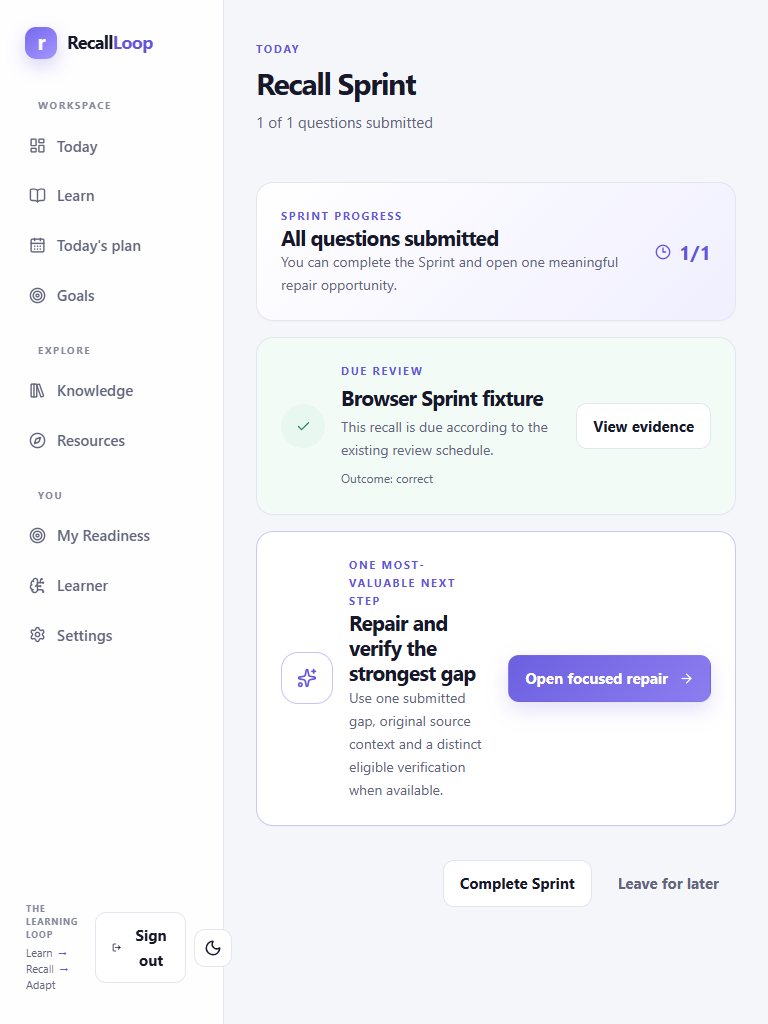 r RecallLoop
WORKSPACE
Today
Learn
Today's plan
Goals
EXPLORE
Knowledge
Resources
YOU
My Readiness
Learner
Settings
THE
LEARNING
LOOP
Learn →
Recall →
Adapt
Sign
out
TODAY
Recall Sprint
1 of 1 questions submitted
SPRINT PROGRESS
All questions submitted
You can complete the Sprint and open one meaningful
repair opportunity.
1/1
DUE REVIEW
Browser Sprint fixture
This recall is due according to the
existing review schedule.
Outcome: correct
View evidence
ONE MOST-
VALUABLE NEXT
STEP
Repair and
verify the
strongest gap
Use one submitted
gap, original source
context and a distinct
eligible verification
when available.
Open focused repair →
Complete Sprint
Leave for later